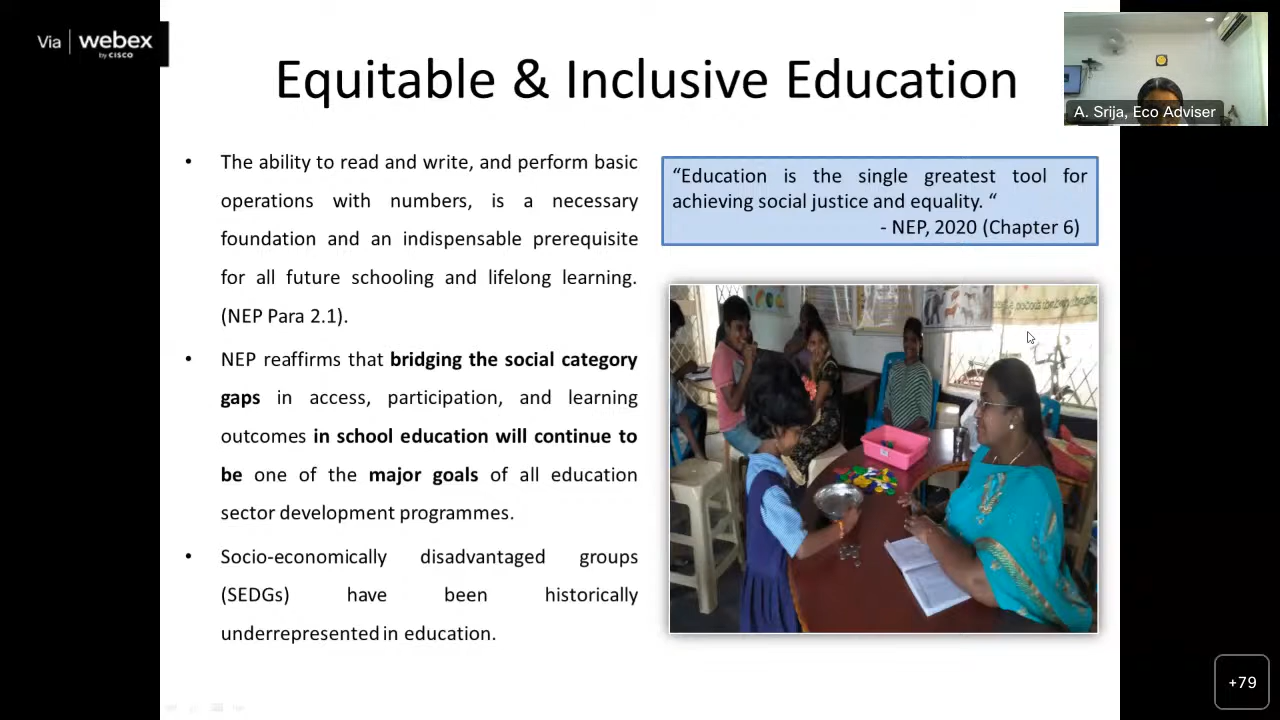 Via webex
by CISCO
Equitable & Inclusive Education
A. Srija, Eco Adviser
• The ability to read and write, and perform basic
operations with numbers, is a necessary
foundation and an indispensable prerequisite
for all future schooling and lifelong learning.
(NEP Para 2.1).
• NEP reaffirms that bridging the social category
gaps in access, participation, and learning
outcomes in school education will continue to
be one of the major goals of all education
sector development programmes.
• Socio-economically disadvantaged groups
(SEDGs) have been historically
underrepresented in education.
“Education is the single greatest tool for
achieving social justice and equality. “
- NEP, 2020 (Chapter 6)
+79